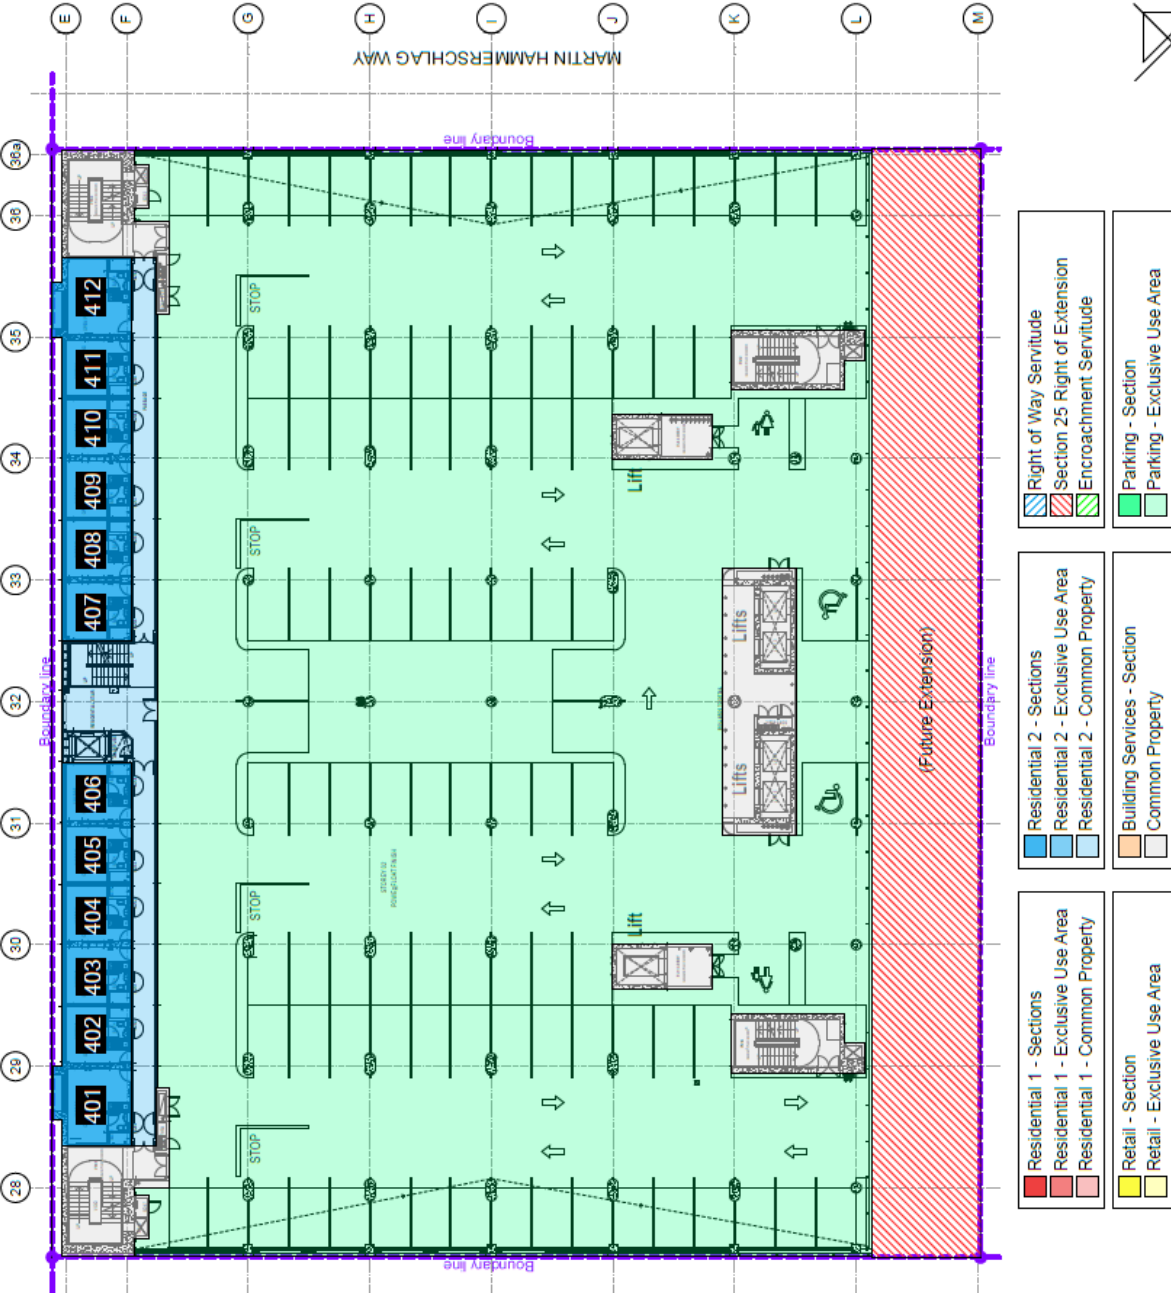 E
F
G
H
I
J
K
L
M
MARTIN HAMMERSCHLAG WAY
Boundary line
36a
36
35
34
33
32
31
30
29
28
412
411
410
409
408
407
406
405
404
403
402
401
STOP
STOP
STOP
STOP
Lift
Lifts
Lifts
Lift
(Future Extension)
Boundary line
Boundary line
Boundary line
Right of Way Servitude
Section 25 Right of Extension
Encroachment Servitude
Parking - Section
Parking - Exclusive Use Area
Residential 2 - Sections
Residential 2 - Exclusive Use Area
Residential 2 - Common Property
Building Services - Section
Common Property
Residential 1 - Sections
Residential 1 - Exclusive Use Area
Residential 1 - Common Property
Retail - Section
Retail - Exclusive Use Area